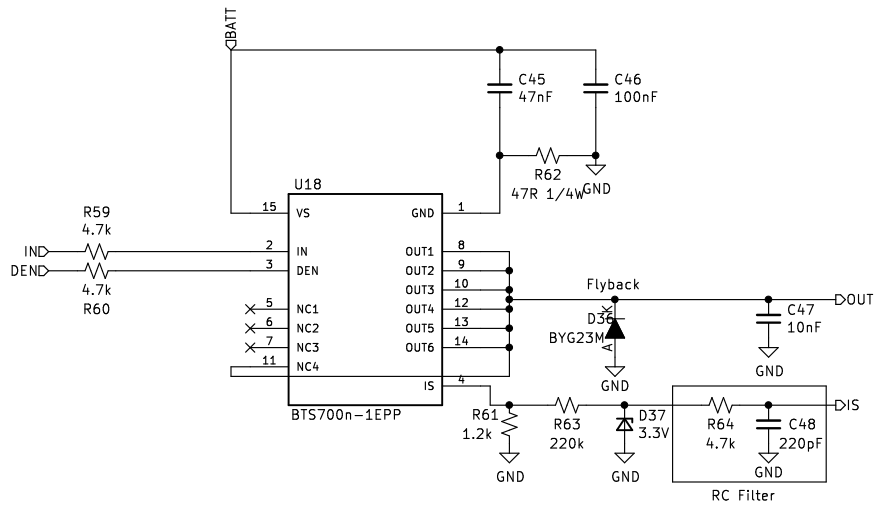 BATT
C45
47nF
C46
100nF
R62
47R 1/4W
GND
U18
15
VS
GND
1
R59
4.7k
IN
2
IN
OUT1
8
DEN
3
DEN
OUT2
9
4.7k
R60
OUT3
10
5
NC1
OUT4
12
6
NC2
OUT5
13
7
NC3
OUT6
14
11
NC4
IS
4
BTS700n-1EPP
Flyback
D36
K
BYG23M
A
GND
OUT
C47
10nF
GND
R61
1.2k
GND
R63
220k
D37
3.3V
GND
R64
4.7k
C48
220pF
GND
IS
RC Filter